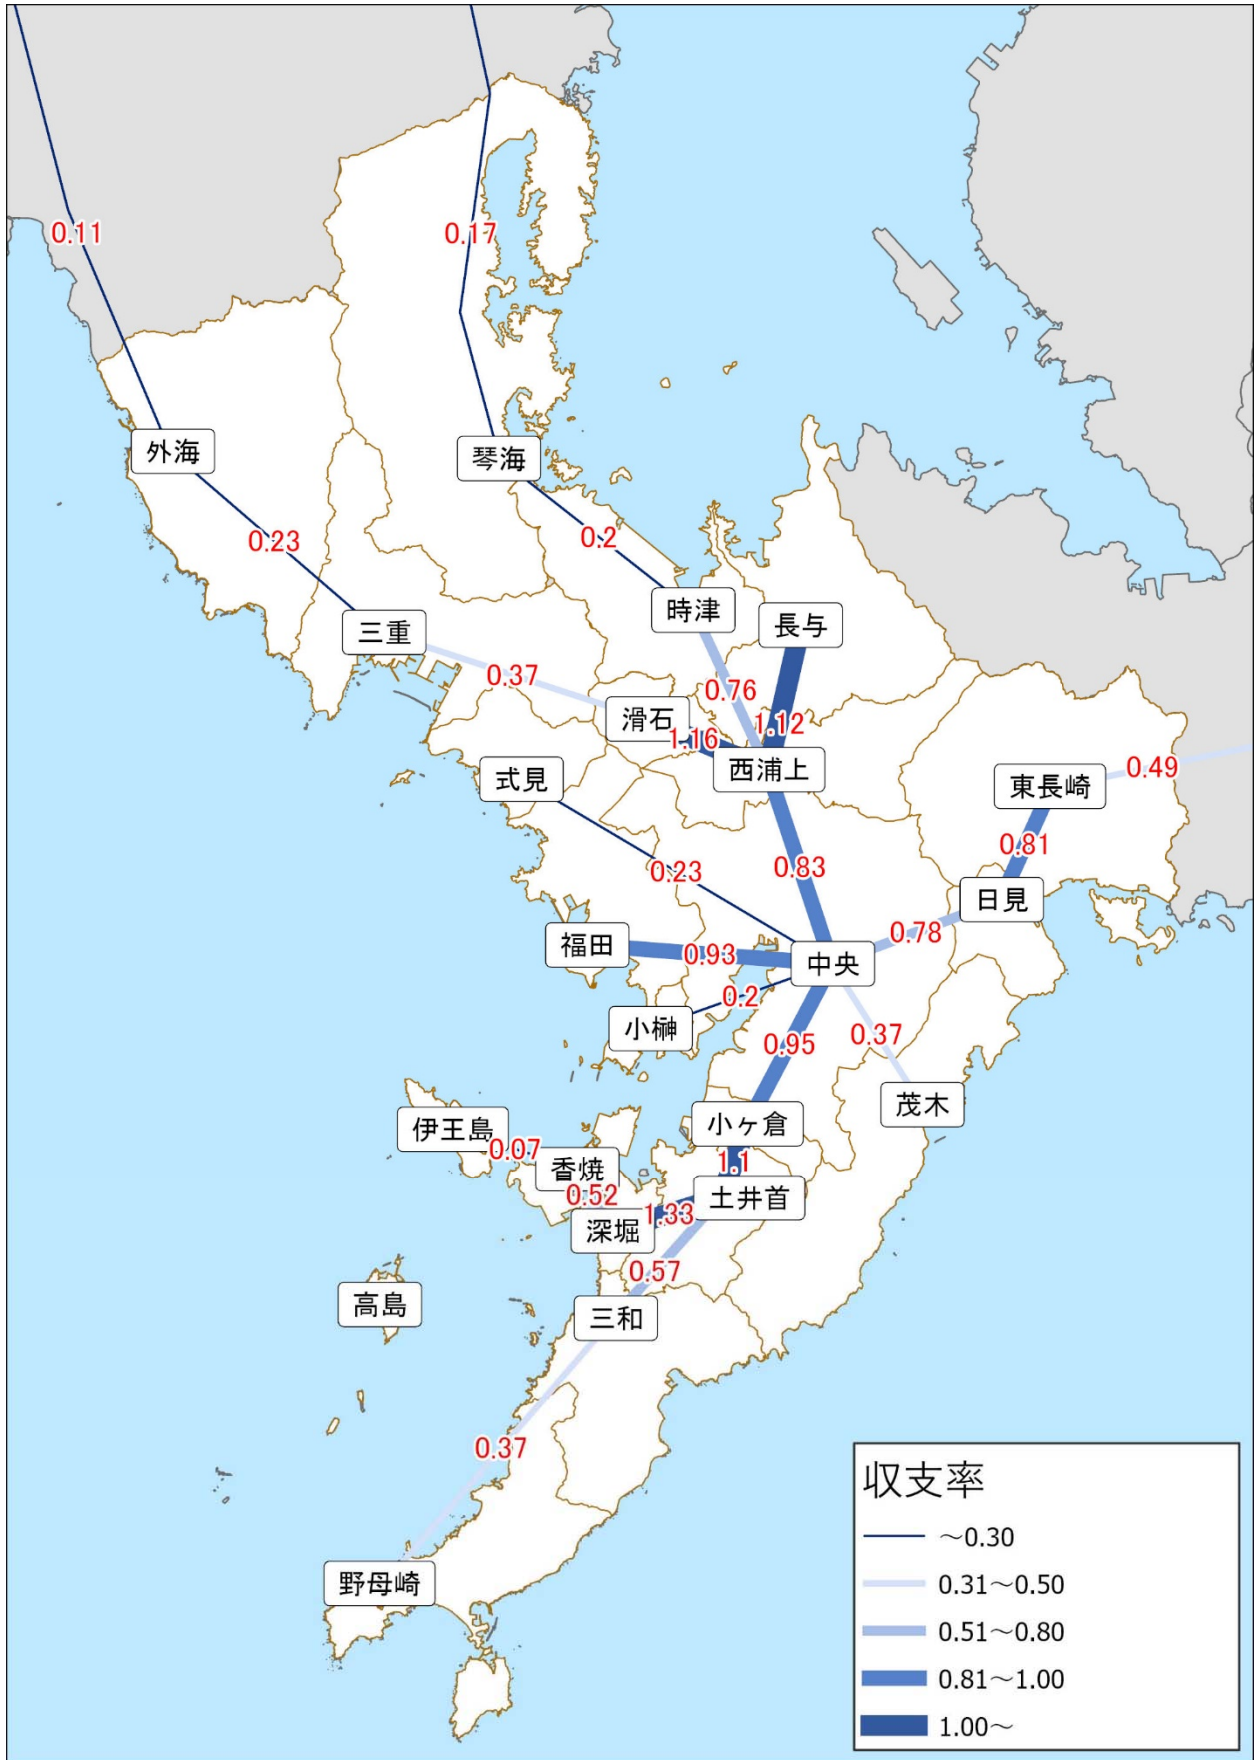 0.11
0.17
外海
琴海
0.23
0.2
時津
長与
三重
0.37
0.76
滑石
1.16
1.12
西浦上
式見
東長崎
0.49
0.23
0.83
0.81
日見
福田
0.93
中央
0.78
0.2
小榊
0.95
0.37
茂木
伊王島
小ヶ倉
0.07
香焼
1.1
0.52
土井首
深堀
1.33
0.57
高島
三和
0.37
野母崎
収支率
～0.30
0.31～0.50
0.51～0.80
0.81～1.00
1.00～